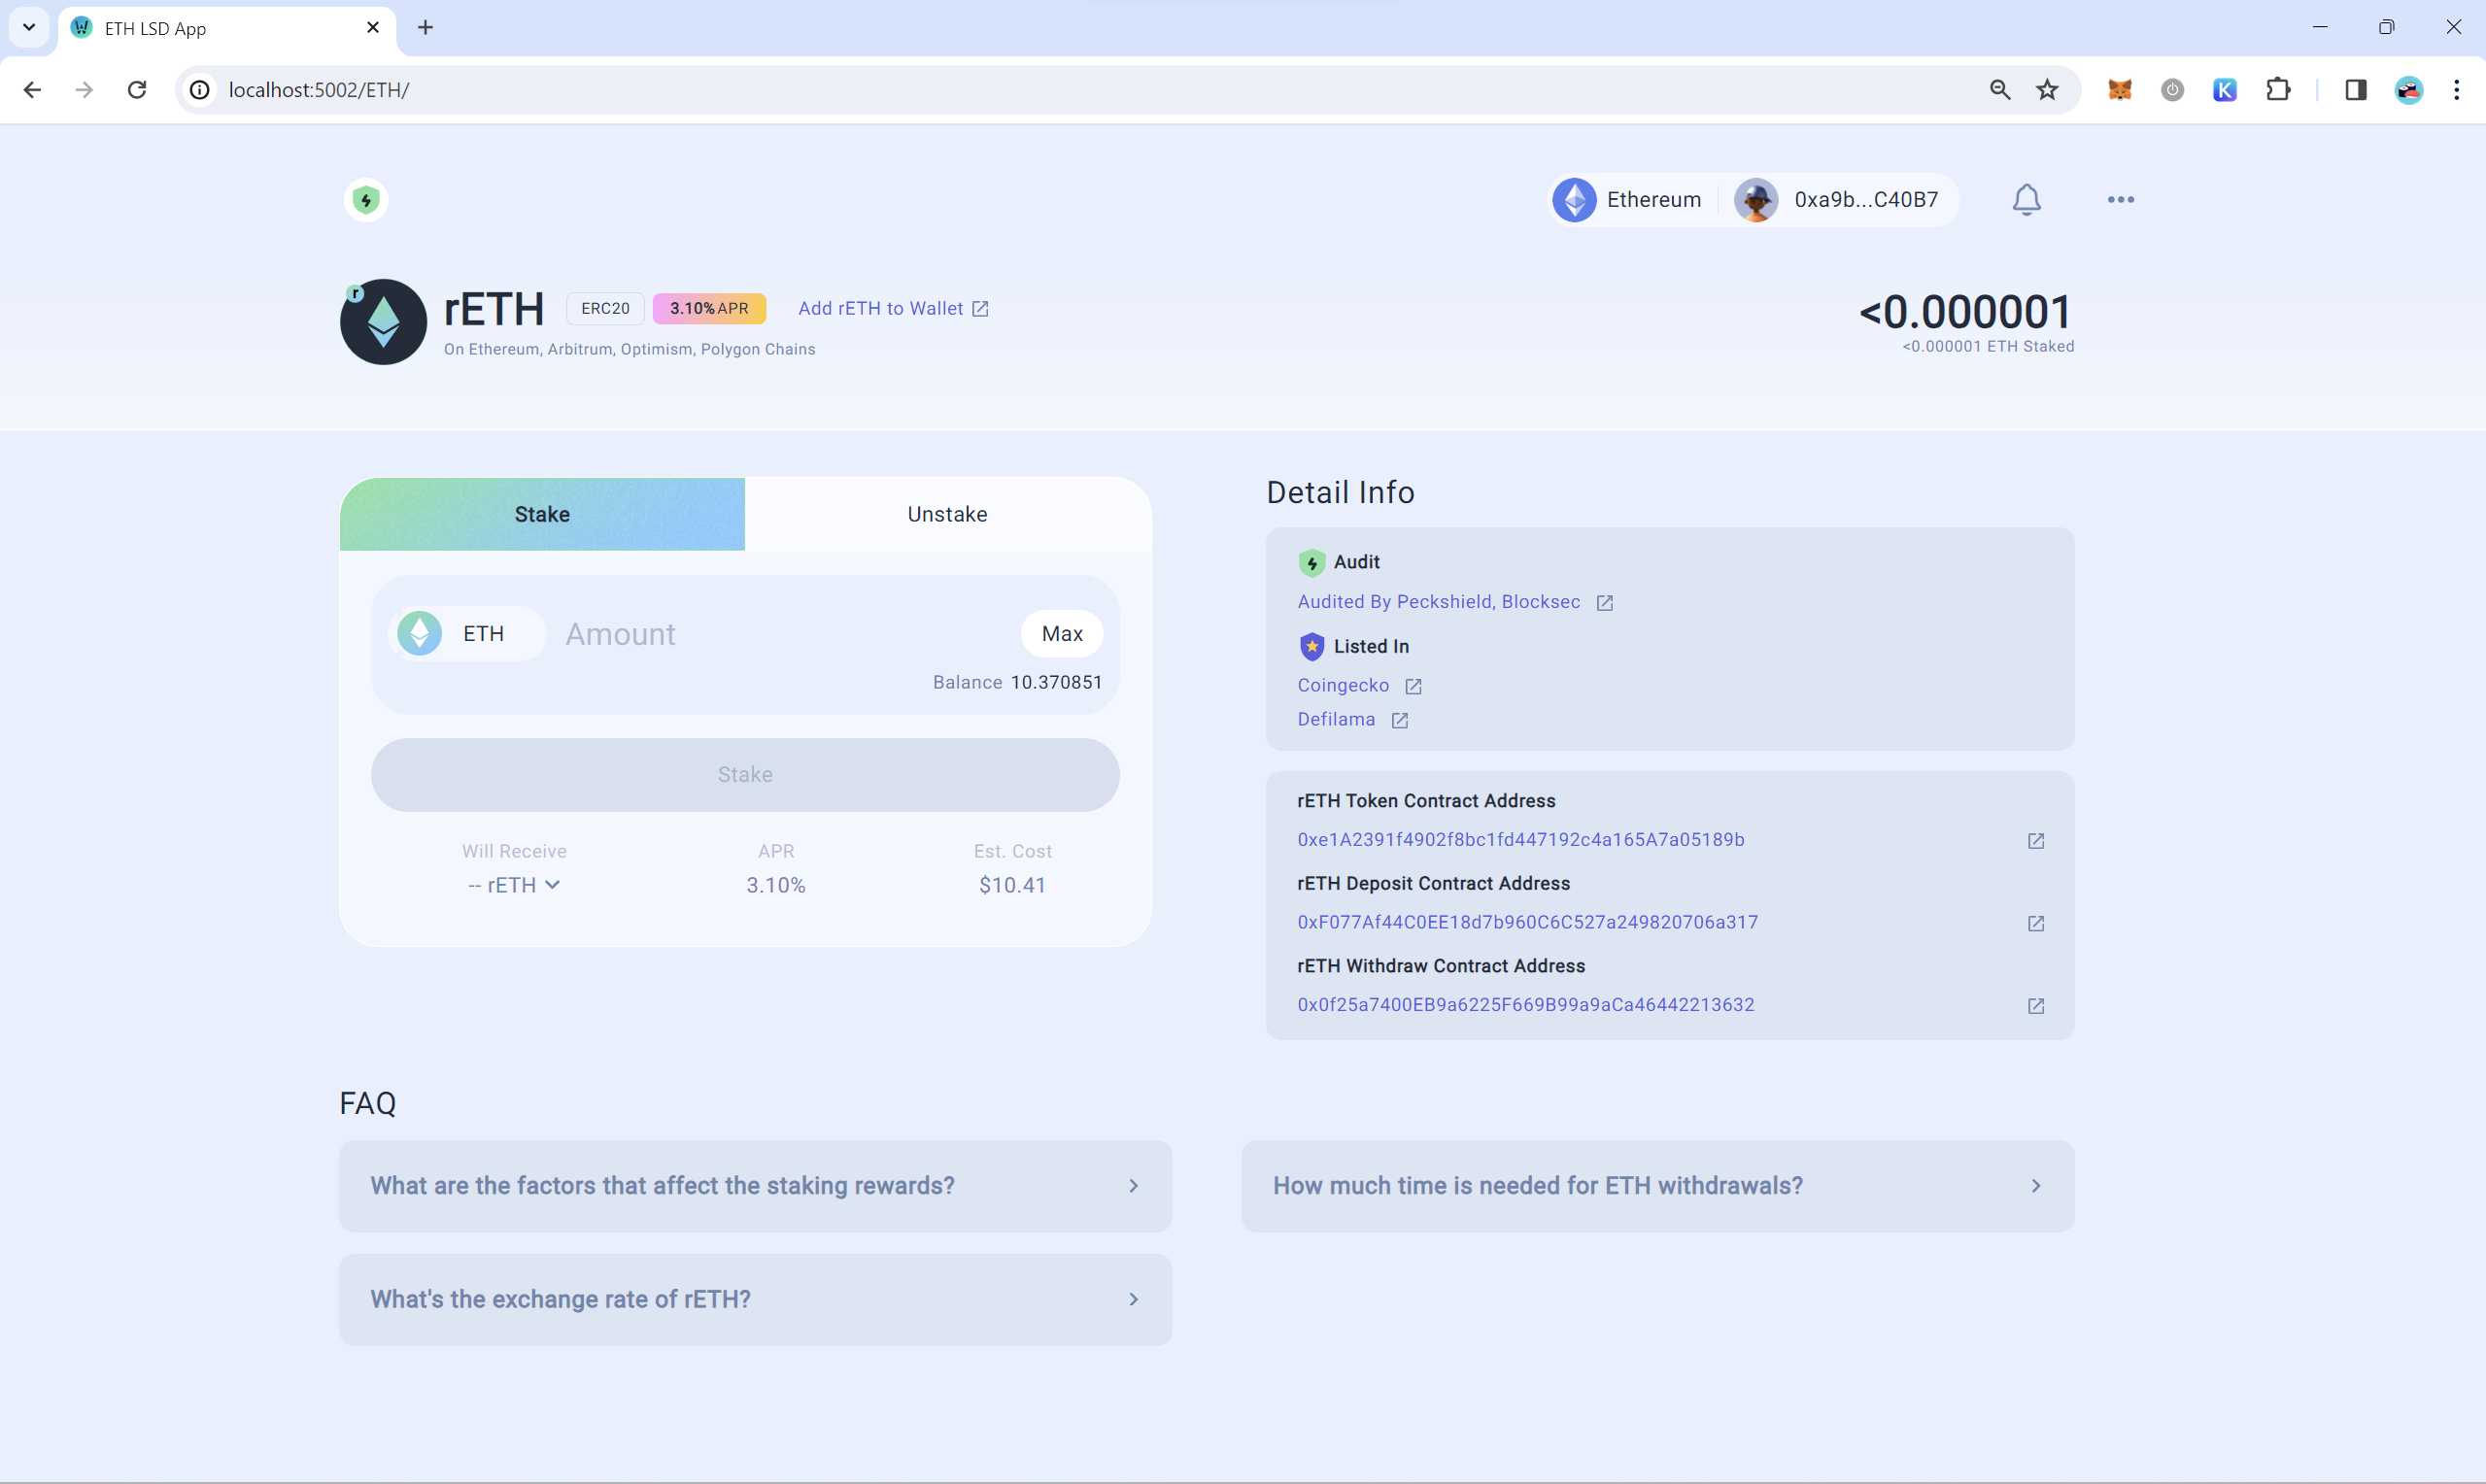 ETH LSD App
localhost:5002/ETH/
Ethereum
0xa9b...C40B7
rETH
ERC20
3.10% APR
Add rETH to Wallet
On Ethereum, Arbitrum, Optimism, Polygon Chains
<0.000001
<0.000001 ETH Staked
Stake
Unstake
ETH
Amount
Max
Balance 10.370851
Stake
Will Receive
-- rETH
APR
3.10%
Est. Cost
$10.41
Detail Info
Audit
Audited By Peckshield, Blocksec
Listed In
Coingecko
Defilama
rETH Token Contract Address
0xe1A2391f4902f8bc1fd447192c4a165A7a05189b
rETH Deposit Contract Address
0xF077Af44C0EE18d7b960C6C527a249820706a317
rETH Withdraw Contract Address
0x0f25a7400EB9a6225F669B99a9aCa46442213632
FAQ
What are the factors that affect the staking rewards?
How much time is needed for ETH withdrawals?
What's the exchange rate of rETH?